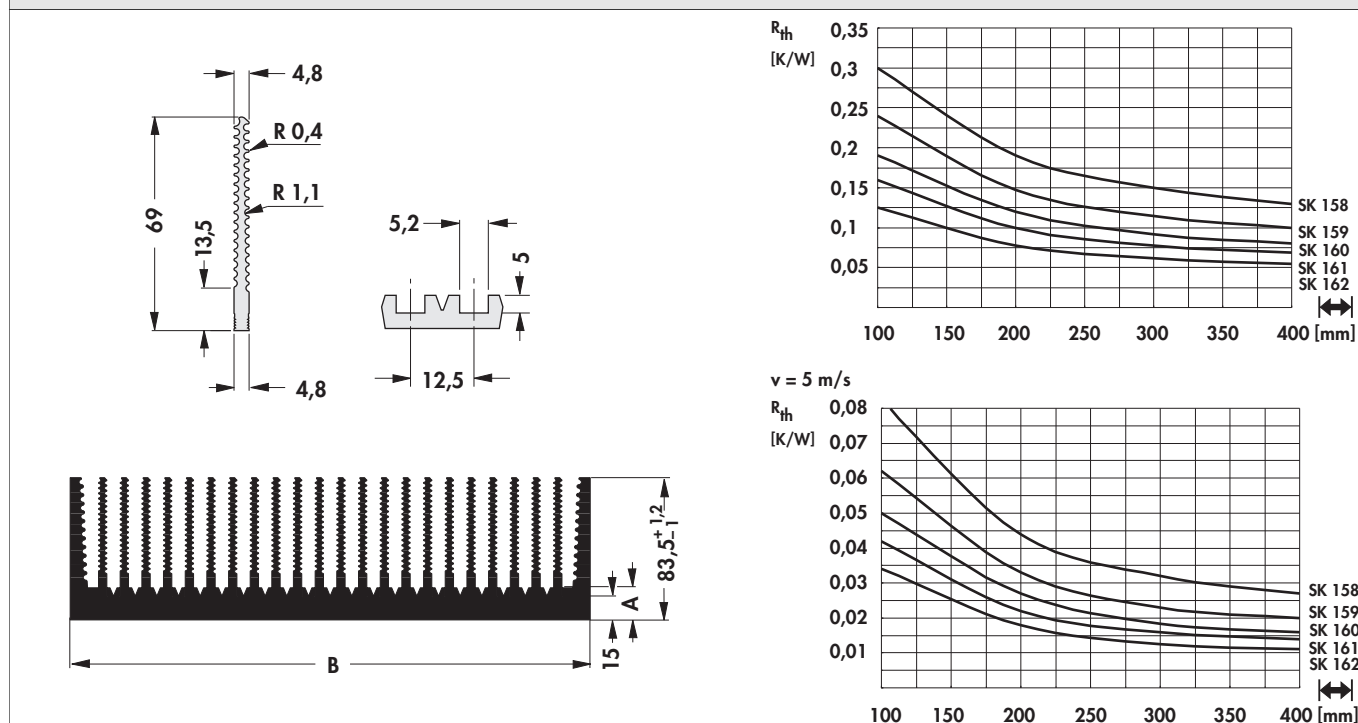 4,8
R 0,4
R 1,1
69
13,5
4,8
5,2
5
12,5
83,5 + 1,2 - 1
A
15
B
R th
[K/W]
0,35
0,3
0,25
0,2
0,15
0,1
0,05
SK 158
SK 159
SK 160
SK 161
SK 162
100 150 200 250 300 350 400 [mm]
v = 5 m/s
R th
[K/W]
0,08
0,07
0,06
0,05
0,04
0,03
0,02
0,01
SK 158
SK 159
SK 160
SK 161
SK 162
100 150 200 250 300 350 400 [mm]